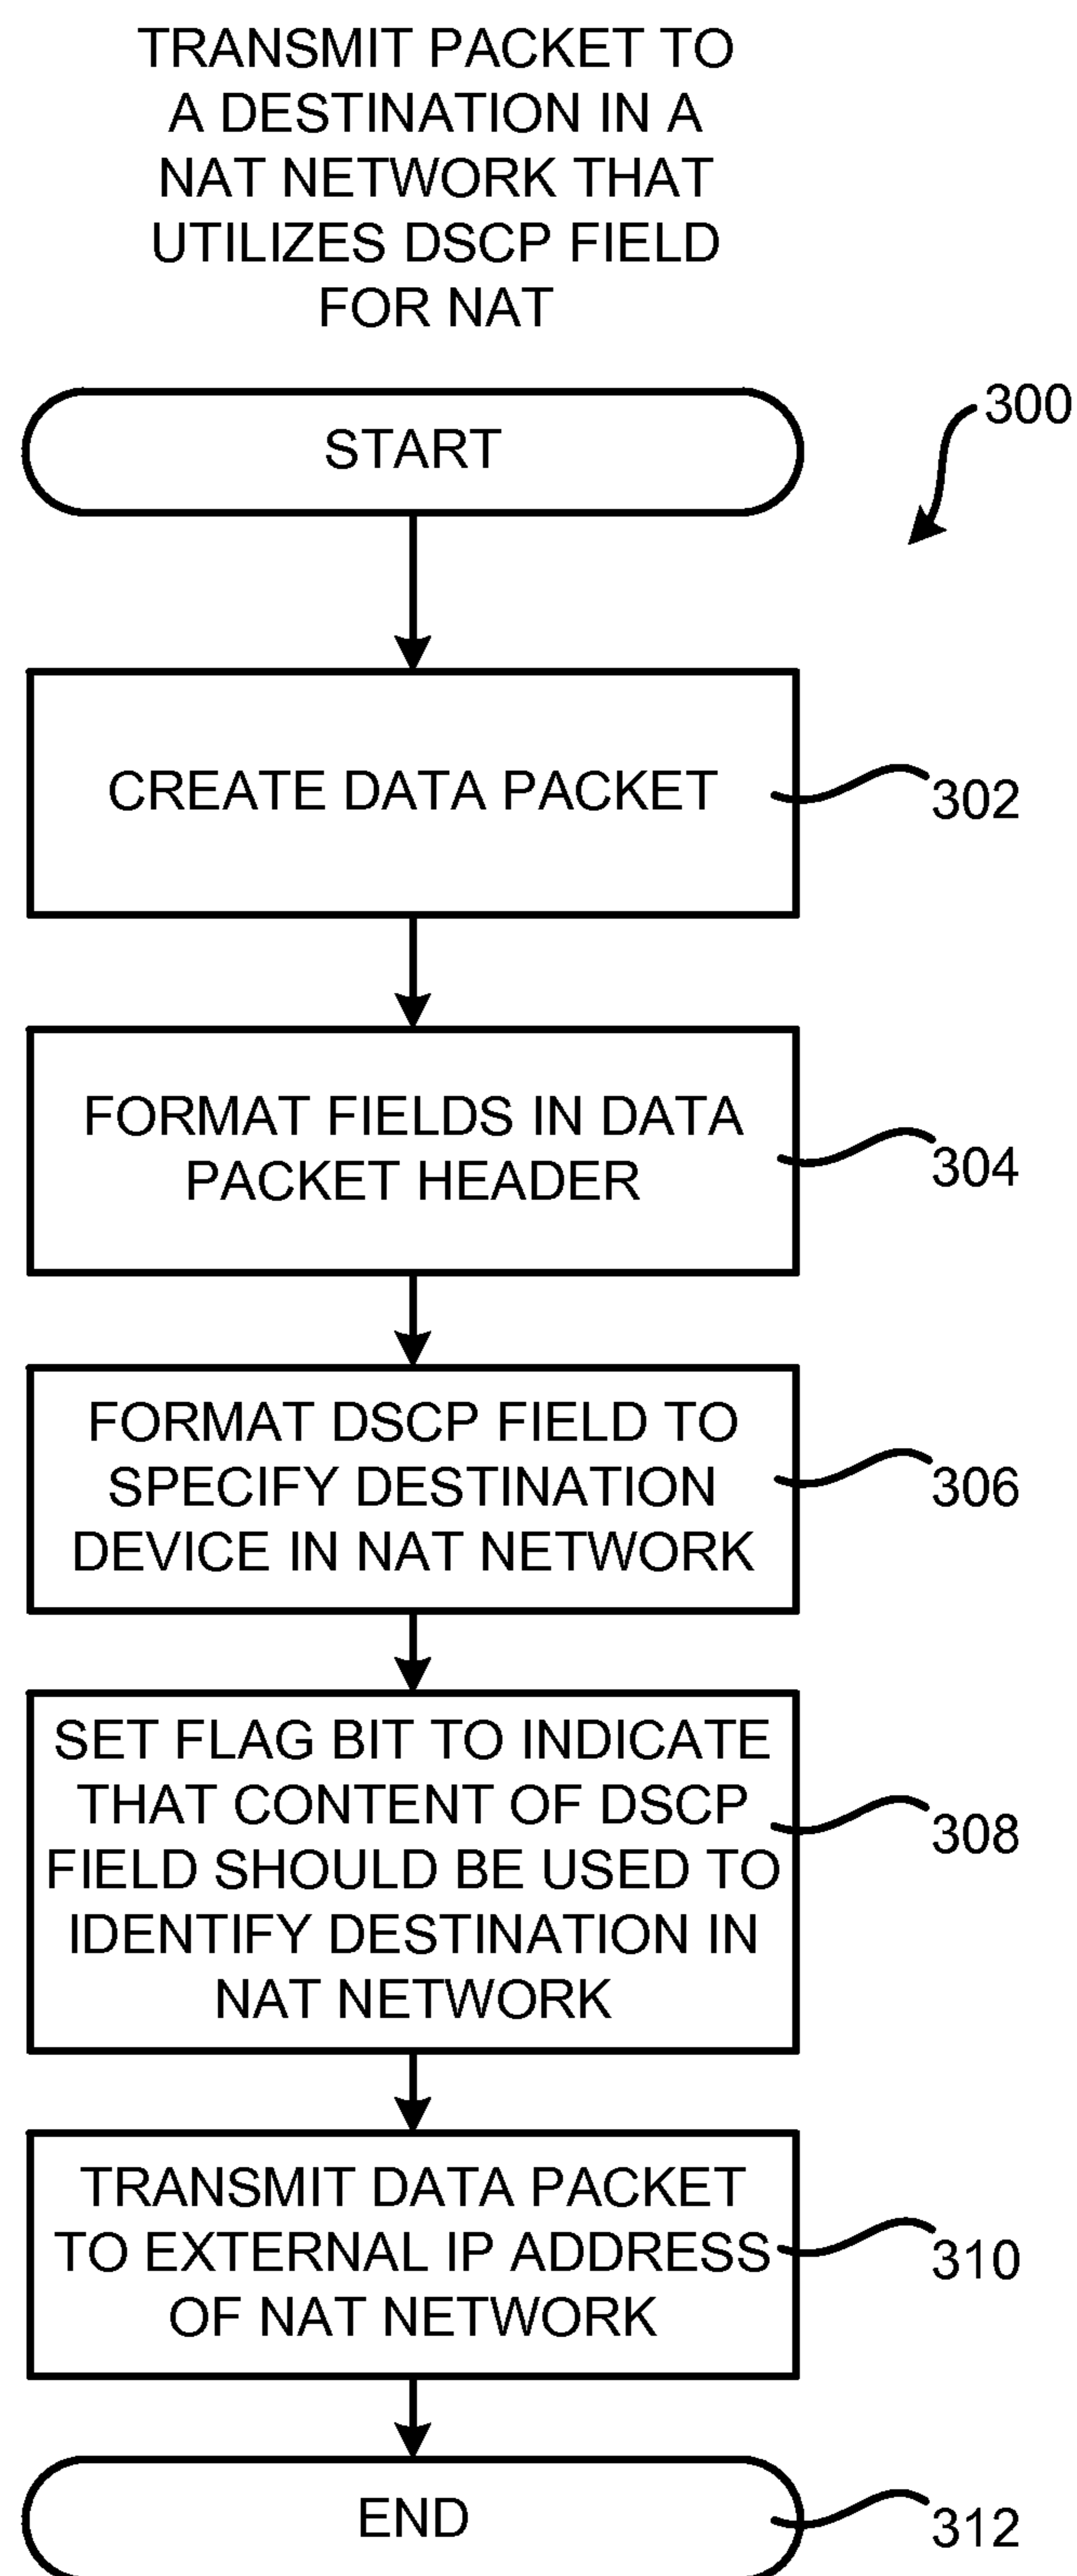 TRANSMIT PACKET TO
A DESTINATION IN A
NAT NETWORK THAT
UTILIZES DSCP FIELD
FOR NAT
START
300
CREATE DATA PACKET
302
FORMAT FIELDS IN DATA
PACKET HEADER
304
FORMAT DSCP FIELD TO
SPECIFY DESTINATION
DEVICE IN NAT NETWORK
306
SET FLAG BIT TO INDICATE
THAT CONTENT OF DSCP
FIELD SHOULD BE USED TO
IDENTIFY DESTINATION IN
NAT NETWORK
308
TRANSMIT DATA PACKET
TO EXTERNAL IP ADDRESS
OF NAT NETWORK
310
END
312